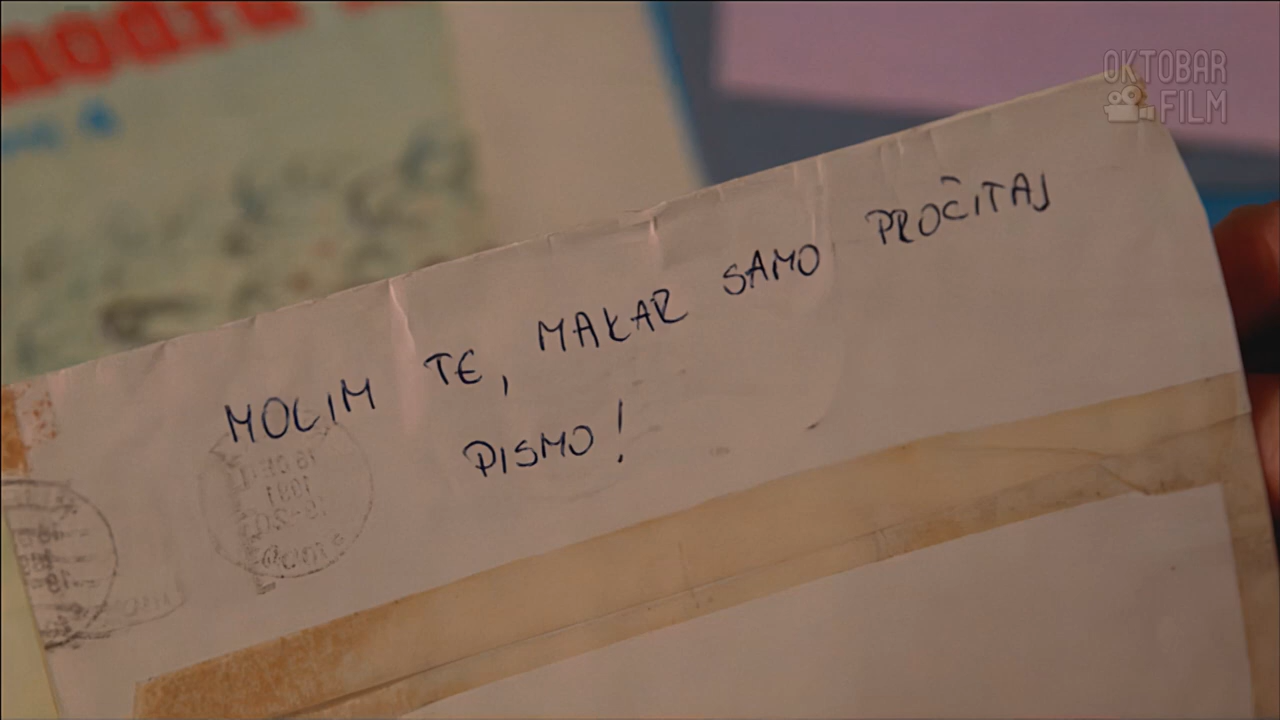 OKTOBAR
FILM
MOLIM TE, MAKAR SAMO PROČITAJ
PISMO!